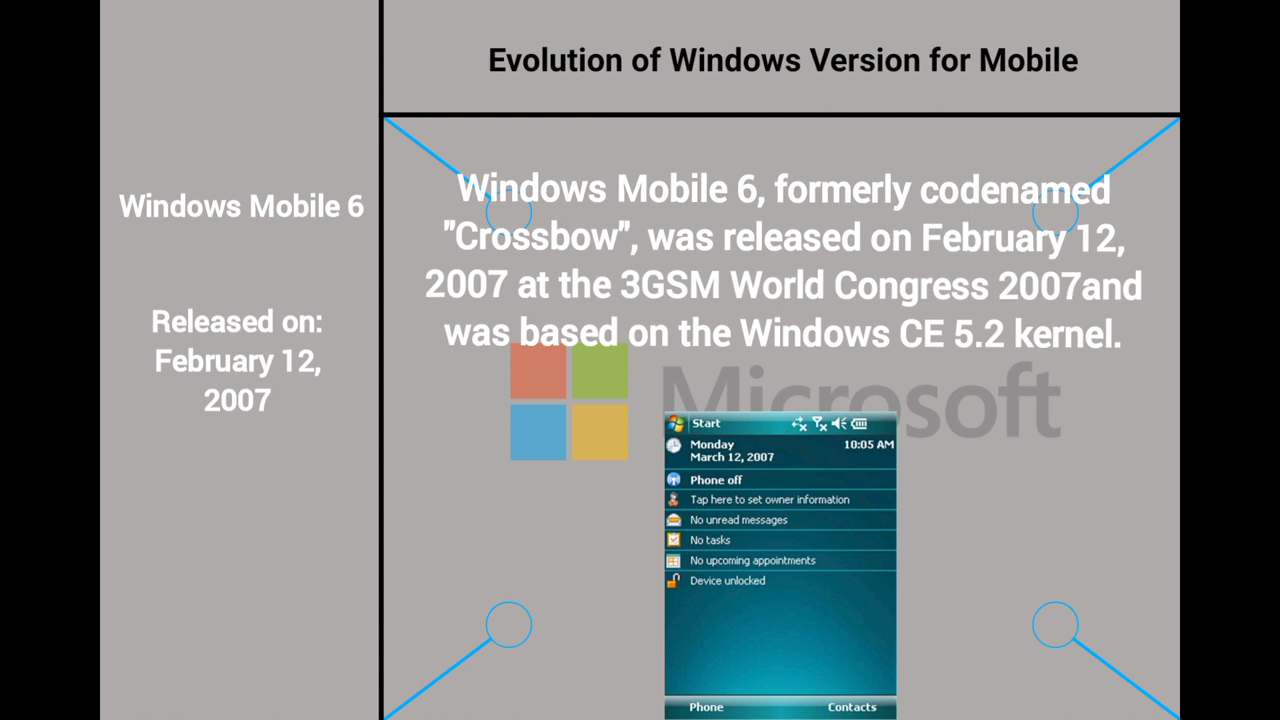 Evolution of Windows Version for Mobile
Windows Mobile 6
Released on:
February 12,
2007
Windows Mobile 6, formerly codenamed
"Crossbow", was released on February 12,
2007 at the 3GSM World Congress 2007and
was based on the Windows CE 5.2 kernel.
Microsoft
Start
Monday 10:05 AM
March 12, 2007
Phone off
Tap here to set owner information
No unread messages
No tasks
No upcoming appointments
Device unlocked
Phone Contacts